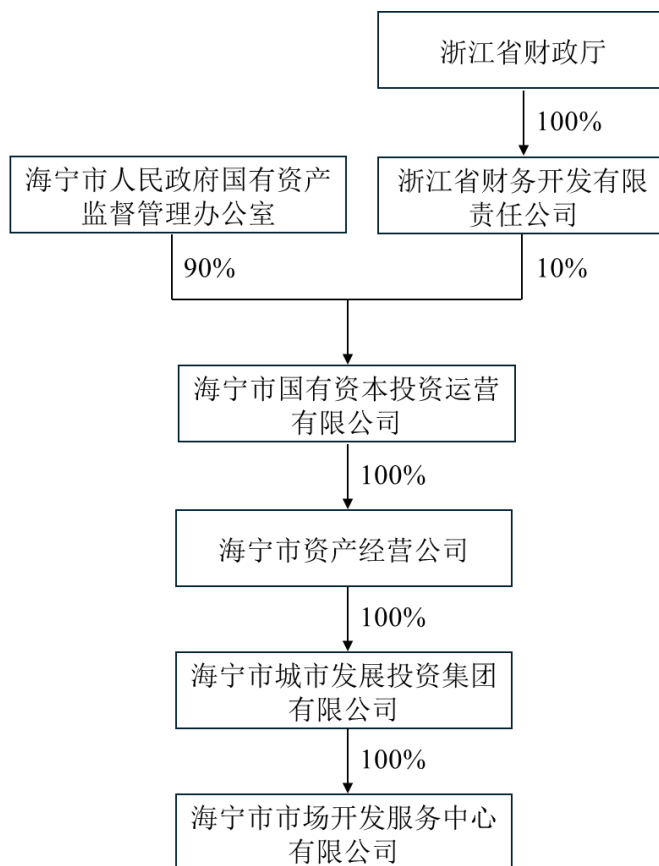 浙江省财政厅
100%
海宁市人民政府国有资产
监督管理办公室
浙江省财务开发有限
责任公司
90%
10%
海宁市国有资本投资运营
有限公司
100%
海宁市资产经营公司
100%
海宁市城市发展投资集团
有限公司
100%
海宁市市场开发服务中心
有限公司